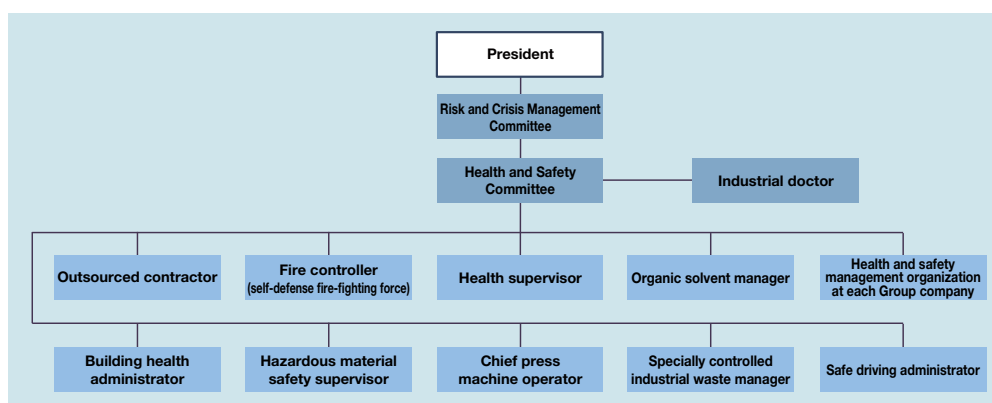 President
Risk and Crisis Management
Committee
Health and Safety
Committee
Industrial doctor
Outsourced contractor
Fire controller
(self-defense fire-fighting force)
Health supervisor
Organic solvent manager
Health and safety
management organization
at each Group company
Building health
administrator
Hazardous material
safety supervisor
Chief press
machine operator
Specially controlled
industrial waste manager
Safe driving administrator